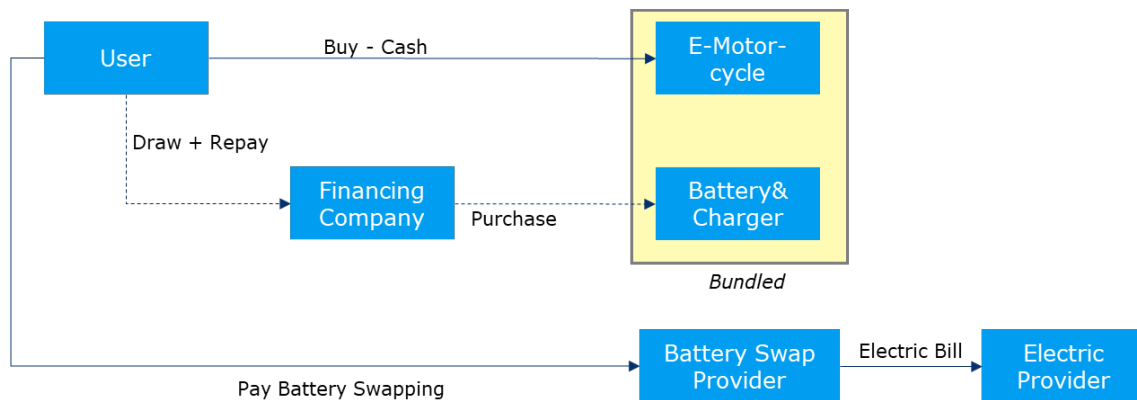 User
Buy - Cash
E-Motor-
cycle
Draw + Repay
Financing
Company
Purchase
Battery&
Charger
Bundled
Battery Swap
Provider
Electric Bill
Electric
Provider
Pay Battery Swapping